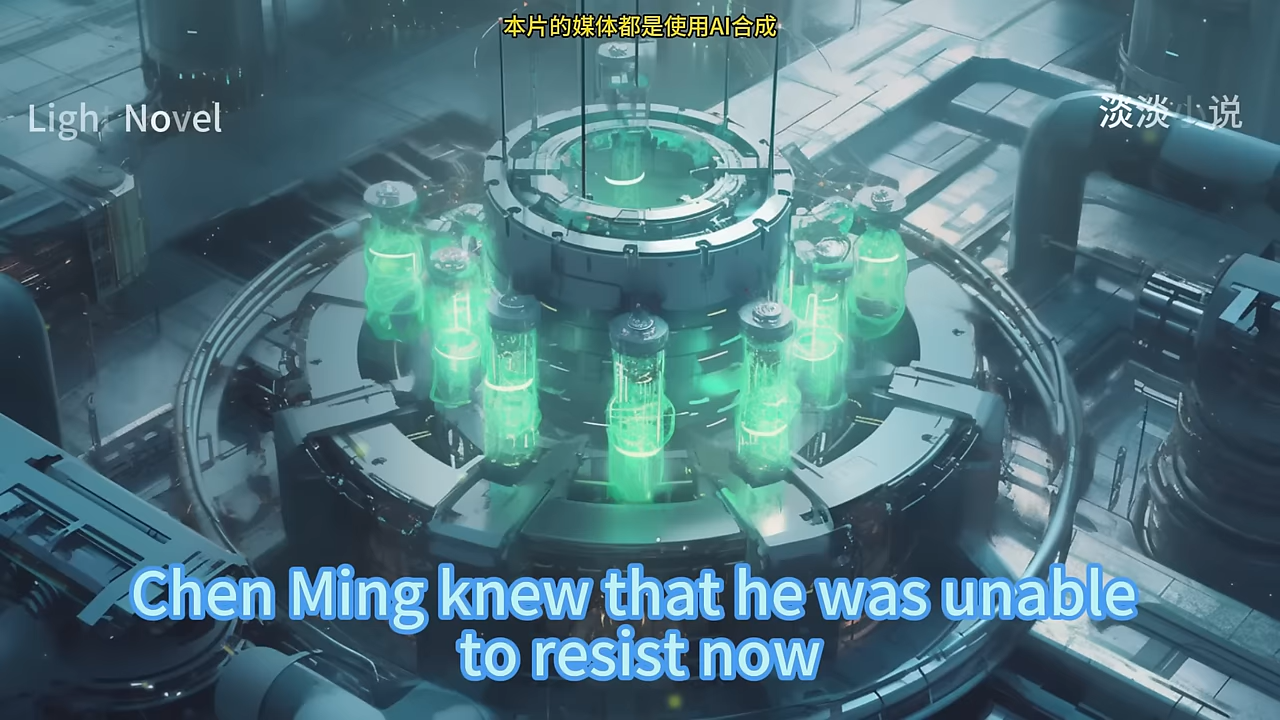 本片的媒体都是使用AI合成
Light Novel
淡淡小说
Chen Ming knew that he was unable
to resist now